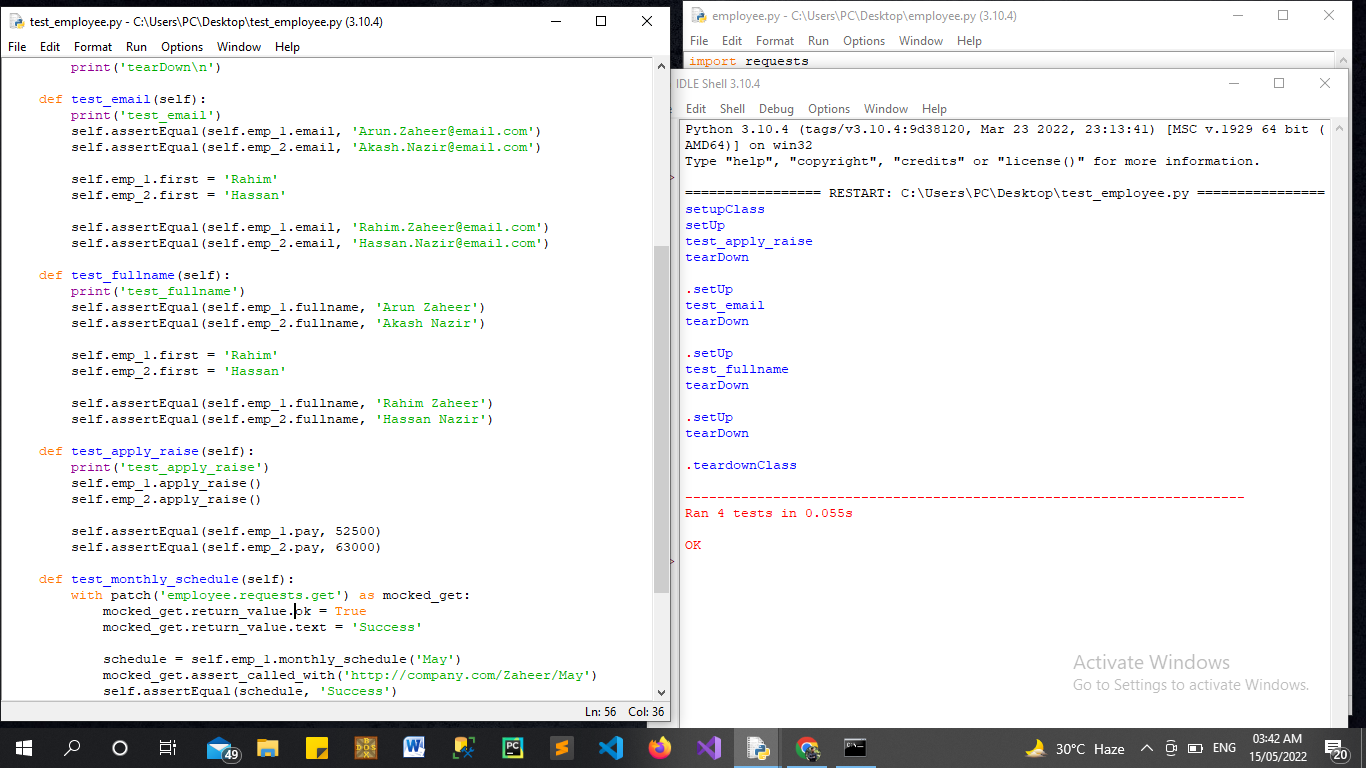 test_employee.py - C:\Users\PC\Desktop\test_employee.py (3.10.4)
File Edit Format Run Options Window Help
print('tearDown\n')
def test_email(self):
print('test_email')
self.assertEqual(self.emp_1.email, 'Arun.Zaheer@email.com')
self.assertEqual(self.emp_2.email, 'Akash.Nazir@email.com')
self.emp_1.first = 'Rahim'
self.emp_2.first = 'Hassan'
self.assertEqual(self.emp_1.email, 'Rahim.Zaheer@email.com')
self.assertEqual(self.emp_2.email, 'Hassan.Nazir@email.com')
def test_fullname(self):
print('test_fullname')
self.assertEqual(self.emp_1.fullname, 'Arun Zaheer')
self.assertEqual(self.emp_2.fullname, 'Akash Nazir')
self.emp_1.first = 'Rahim'
self.emp_2.first = 'Hassan'
self.assertEqual(self.emp_1.fullname, 'Rahim Zaheer')
self.assertEqual(self.emp_2.fullname, 'Hassan Nazir')
def test_apply_raise(self):
print('test_apply_raise')
self.emp_1.apply_raise()
self.emp_2.apply_raise()
self.assertEqual(self.emp_1.pay, 52500)
self.assertEqual(self.emp_2.pay, 63000)
def test_monthly_schedule(self):
with patch('employee.requests.get') as mocked_get:
mocked_get.return_value.ok = True
mocked_get.return_value.text = 'Success'
schedule = self.emp_1.monthly_schedule('May')
mocked_get.assert_called_with('http://company.com/Zaheer/May')
self.assertEqual(schedule, 'Success')
Ln: 56 Col: 36
employee.py - C:\Users\PC\Desktop\employee.py (3.10.4)
File Edit Format Run Options Window Help
import requests
IDLE Shell 3.10.4
Edit Shell Debug Options Window Help
Python 3.10.4 (tags/v3.10.4:9d38120, Mar 23 2022, 23:13:41) [MSC v.1929 64 bit (
AMD64)] on win32
Type "help", "copyright", "credits" or "license()" for more information.
================= RESTART: C:\Users\PC\Desktop\test_employee.py ================
setupClass
setUp
test_apply_raise
tearDown
.setUp
test_email
tearDown
.setUp
test_fullname
tearDown
.setUp
tearDown
.teardownClass
----------------------------------------------------------------------
Ran 4 tests in 0.055s
OK
Activate Windows
Go to Settings to activate Windows.
49
DOS
W
PC
30°C Haze
ENG
03:42 AM
15/05/2022
20